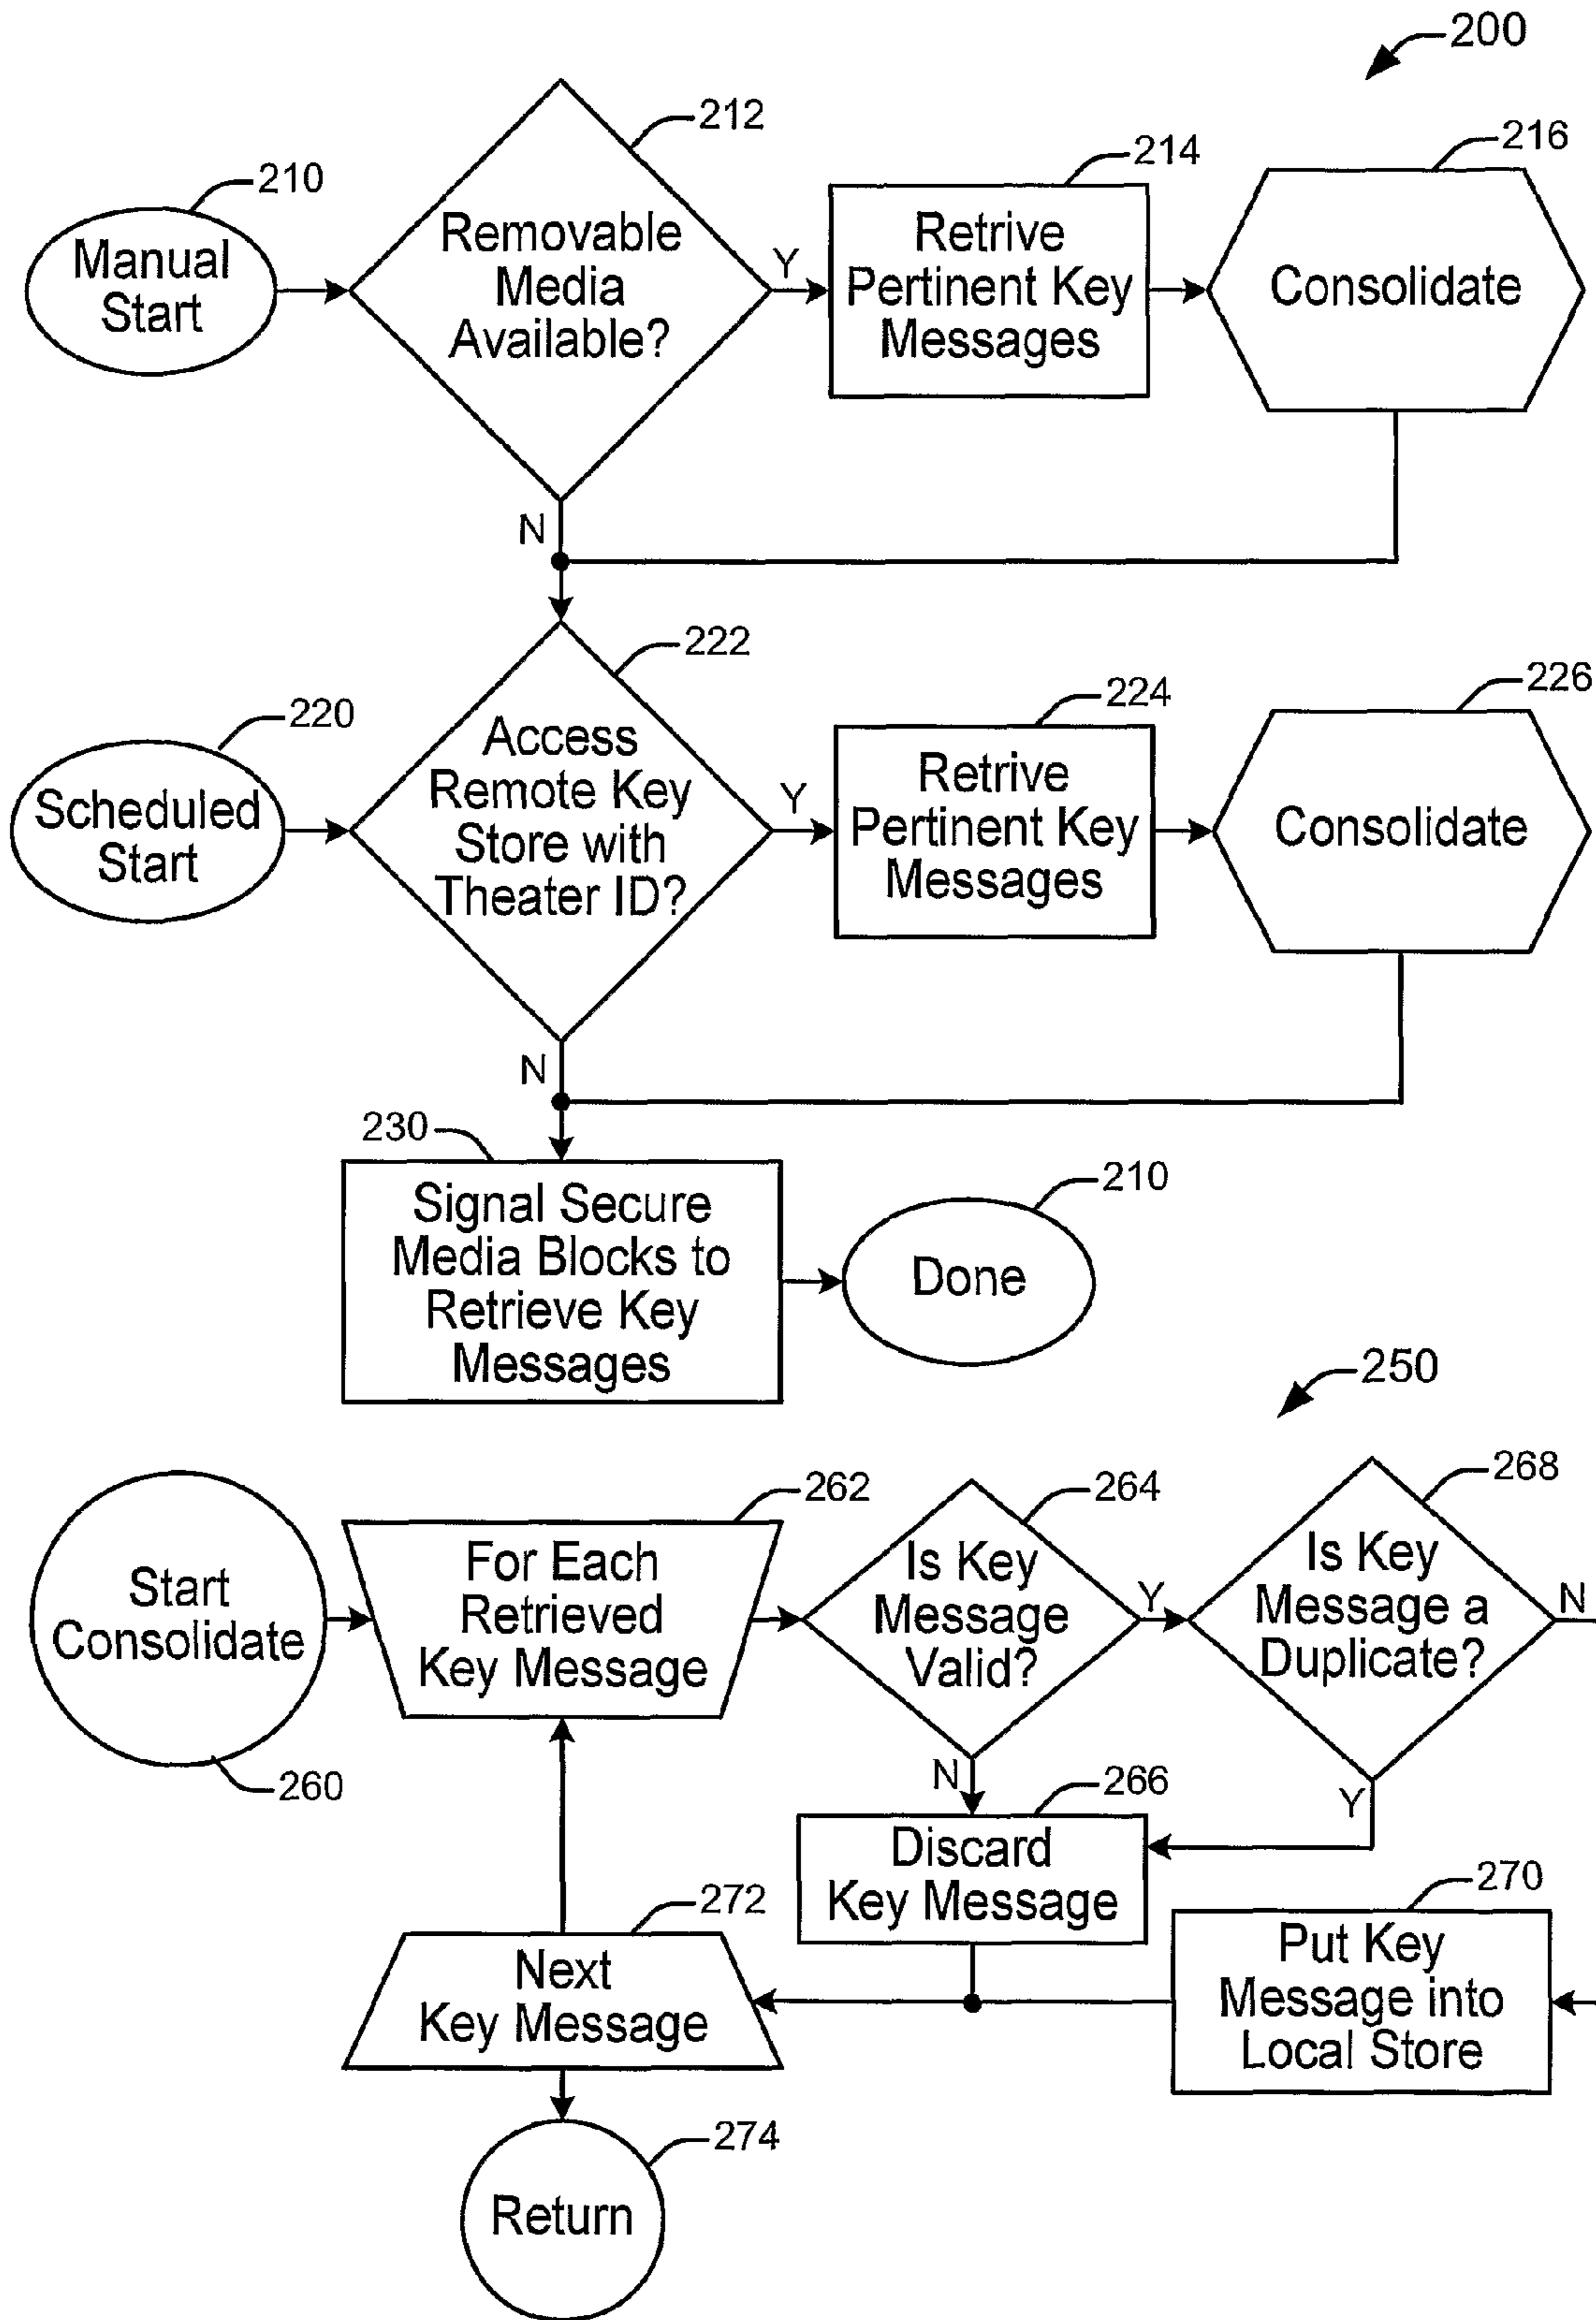 200
210
Manual
Start
212
Removable
Media
Available?
Y
N
214
Retrive
Pertinent Key
Messages
216
Consolidate
220
Scheduled
Start
222
Access
Remote Key
Store with
Theater ID?
Y
N
224
Retrive
Pertinent Key
Messages
226
Consolidate
230
Signal Secure
Media Blocks to
Retrieve Key
Messages
210
Done
250
Start
Consolidate
260
262
For Each
Retrieved
Key Message
264
Is Key
Message
Valid?
Y
N
268
Is Key
Message a
Duplicate?
N
Y
266
Discard
Key Message
270
Put Key
Message into
Local Store
272
Next
Key Message
274
Return